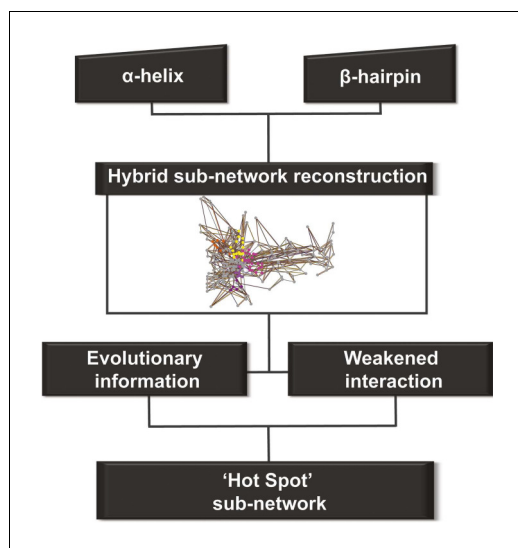 α-helix
β-hairpin
Hybrid sub-network reconstruction
Evolutionary
information
Weakened
interaction
‘Hot Spot’
sub-network